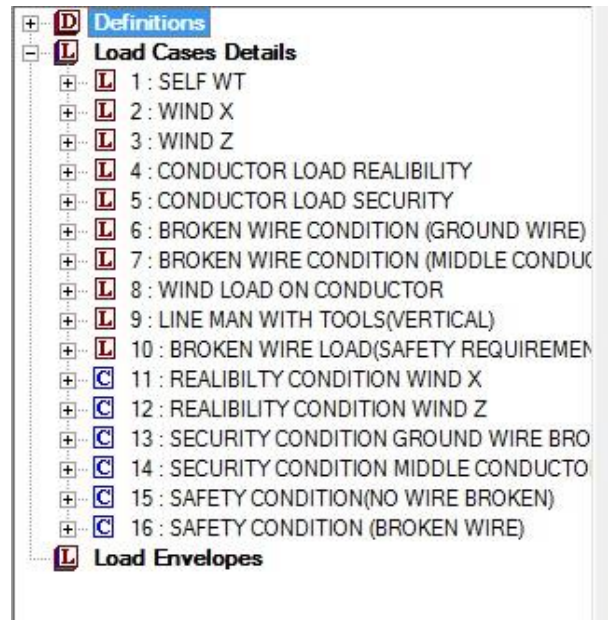 D Definitions
L Load Cases Details
L 1 : SELF WT
L 2 : WIND X
L 3 : WIND Z
L 4 : CONDUCTOR LOAD REALIBILITY
L 5 : CONDUCTOR LOAD SECURITY
L 6 : BROKEN WIRE CONDITION (GROUND WIRE)
L 7 : BROKEN WIRE CONDITION (MIDDLE CONDUC
L 8 : WIND LOAD ON CONDUCTOR
L 9 : LINE MAN WITH TOOLS(VERTICAL)
L 10 : BROKEN WIRE LOAD(SAFETY REQUIREMEN
C 11 : REALIBILTY CONDITION WIND X
C 12 : REALIBILITY CONDITION WIND Z
C 13 : SECURITY CONDITION GROUND WIRE BRO
C 14 : SECURITY CONDITION MIDDLE CONDUCTO
C 15 : SAFETY CONDITION(NO WIRE BROKEN)
C 16 : SAFETY CONDITION (BROKEN WIRE)
L Load Envelopes